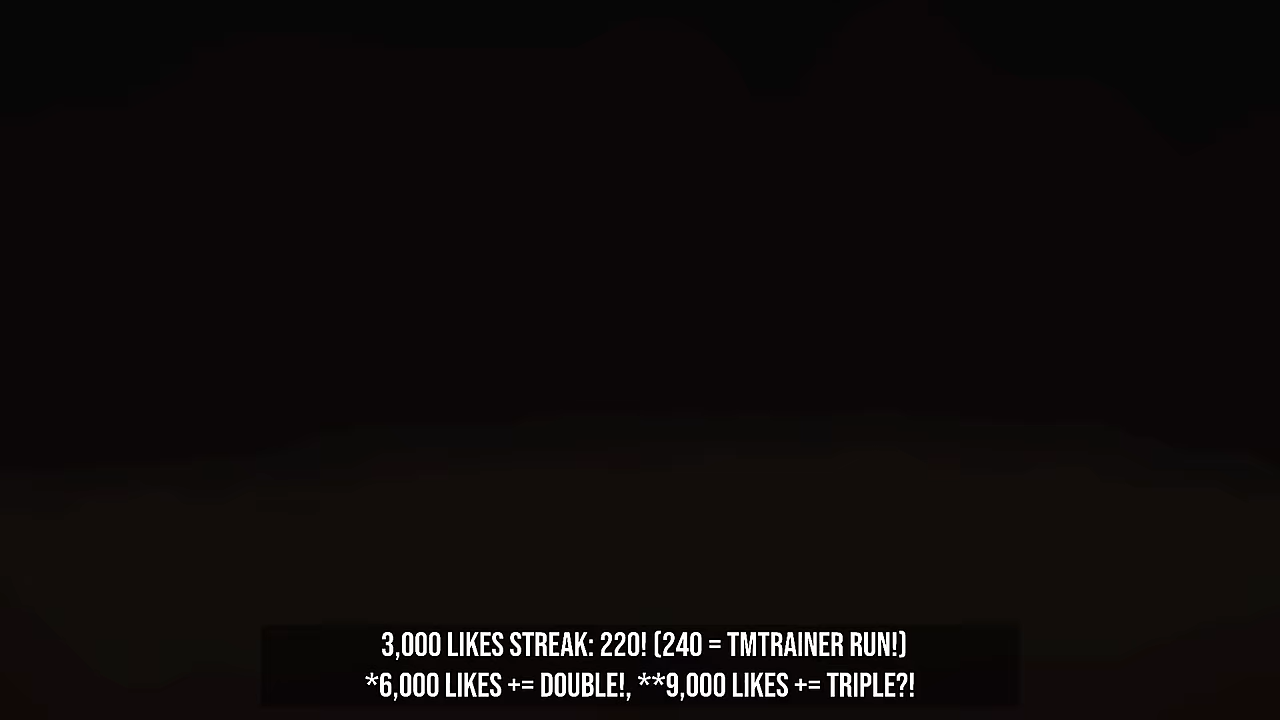 3,000 LIKES STREAK: 220! (240 = TMTRAINER RUN!)
*6,000 LIKES += DOUBLE!, **9,000 LIKES += TRIPLE?!